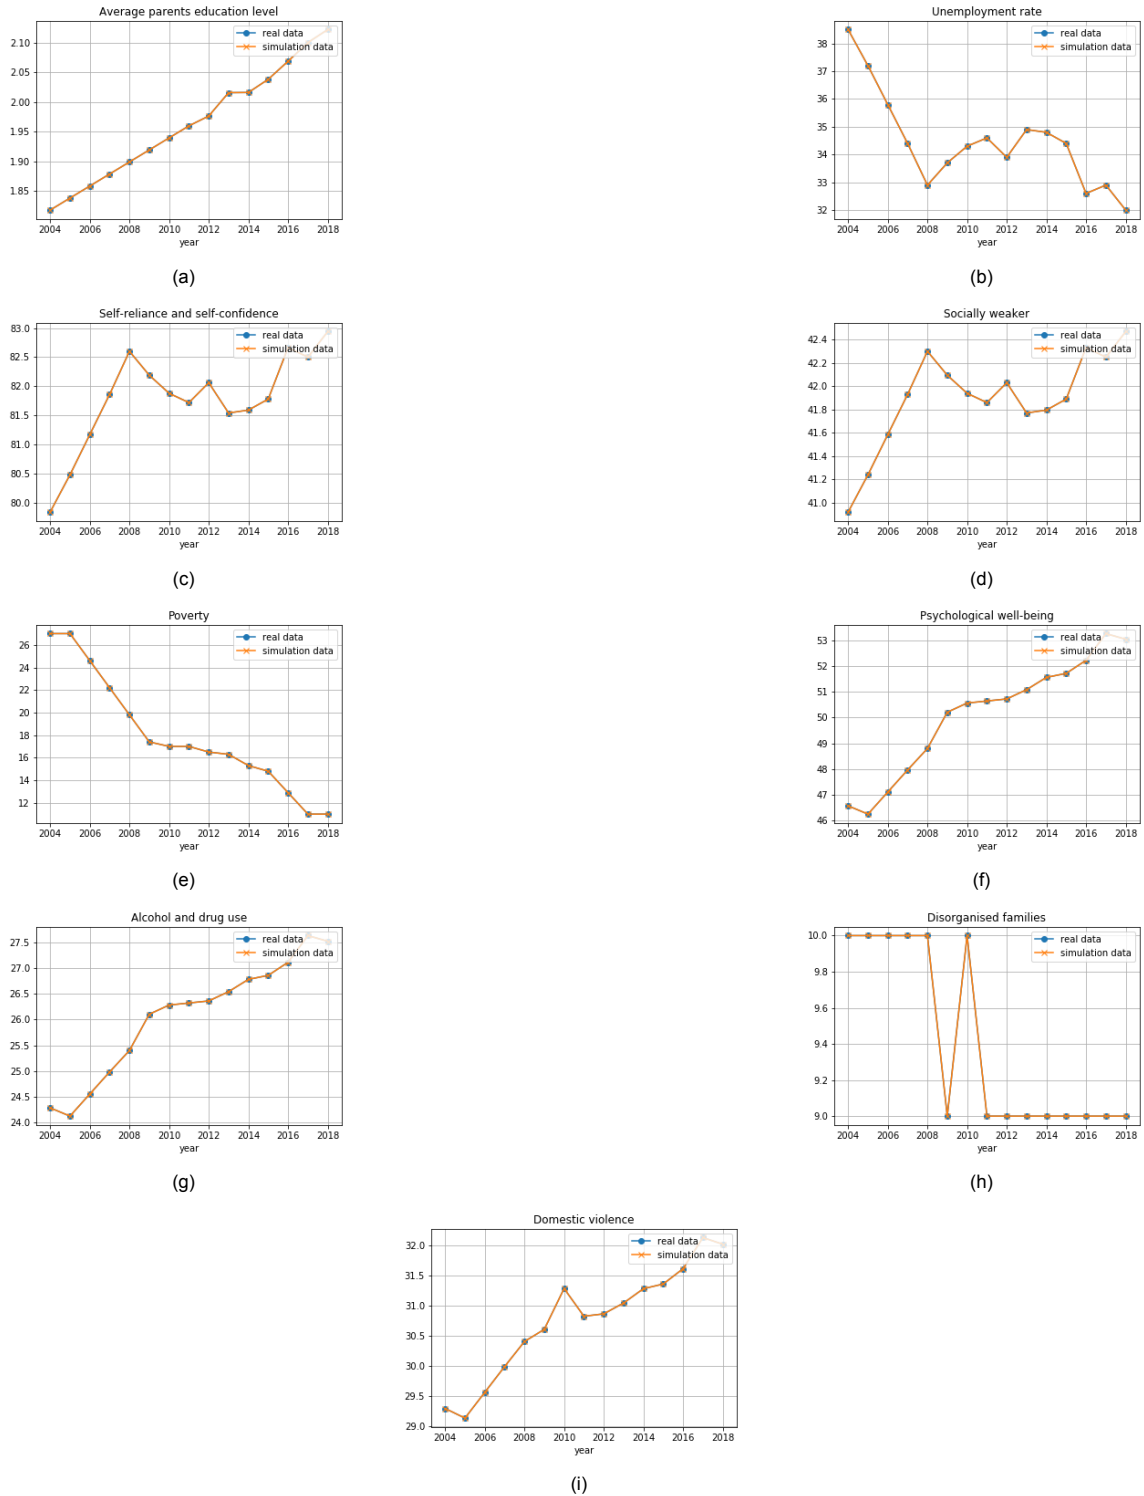 Average parents education level
real data
simulation data
2.10
2.05
2.00
1.95
1.90
1.85
2004 2006 2008 2010 2012 2014 2016 2018
year
(a)
Unemployment rate
real data
simulation data
38
37
36
35
34
33
32
2004 2006 2008 2010 2012 2014 2016 2018
year
(b)
Self-reliance and self-confidence
real data
simulation data
83.0
82.5
82.0
81.5
81.0
80.5
80.0
2004 2006 2008 2010 2012 2014 2016 2018
year
(c)
Socially weaker
real data
simulation data
42.4
42.2
42.0
41.8
41.6
41.4
41.2
41.0
2004 2006 2008 2010 2012 2014 2016 2018
year
(d)
Poverty
real data
simulation data
26
24
22
20
18
16
14
12
2004 2006 2008 2010 2012 2014 2016 2018
year
(e)
Psychological well-being
real data
simulation data
53
52
51
50
49
48
47
46
2004 2006 2008 2010 2012 2014 2016 2018
year
(f)
Alcohol and drug use
real data
simulation data
27.5
27.0
26.5
26.0
25.5
25.0
24.5
24.0
2004 2006 2008 2010 2012 2014 2016 2018
year
(g)
Disorganised families
real data
simulation data
10.0
9.8
9.6
9.4
9.2
9.0
2004 2006 2008 2010 2012 2014 2016 2018
year
(h)
Domestic violence
real data
simulation data
32.0
31.5
31.0
30.5
30.0
29.5
29.0
2004 2006 2008 2010 2012 2014 2016 2018
year
(i)